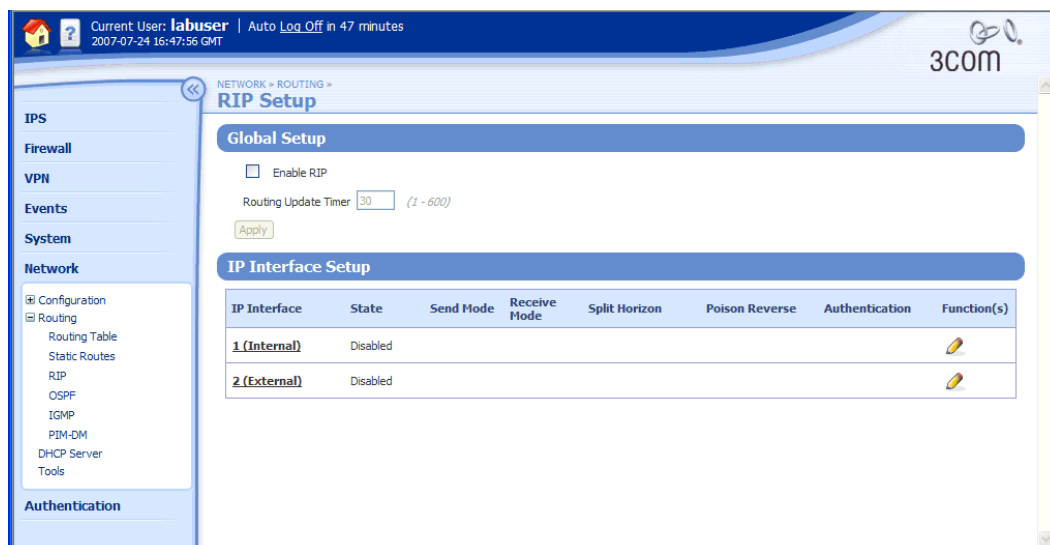 Current User: labuser | Auto Log Off in 47 minutes
2007-07-24 16:47:56 GMT
3COM
NETWORK » ROUTING »
RIP Setup
IPS
Firewall
VPN
Events
System
Network
Configuration
Routing
Routing Table
Static Routes
RIP
OSPF
IGMP
PIM-DM
DHCP Server
Tools
Authentication
Global Setup
Enable RIP
Routing Update Timer 30 (1 - 600)
Apply
IP Interface Setup
IP Interface State Send Mode Receive Mode Split Horizon Poison Reverse Authentication Function(s)
1 (Internal) Disabled
2 (External) Disabled